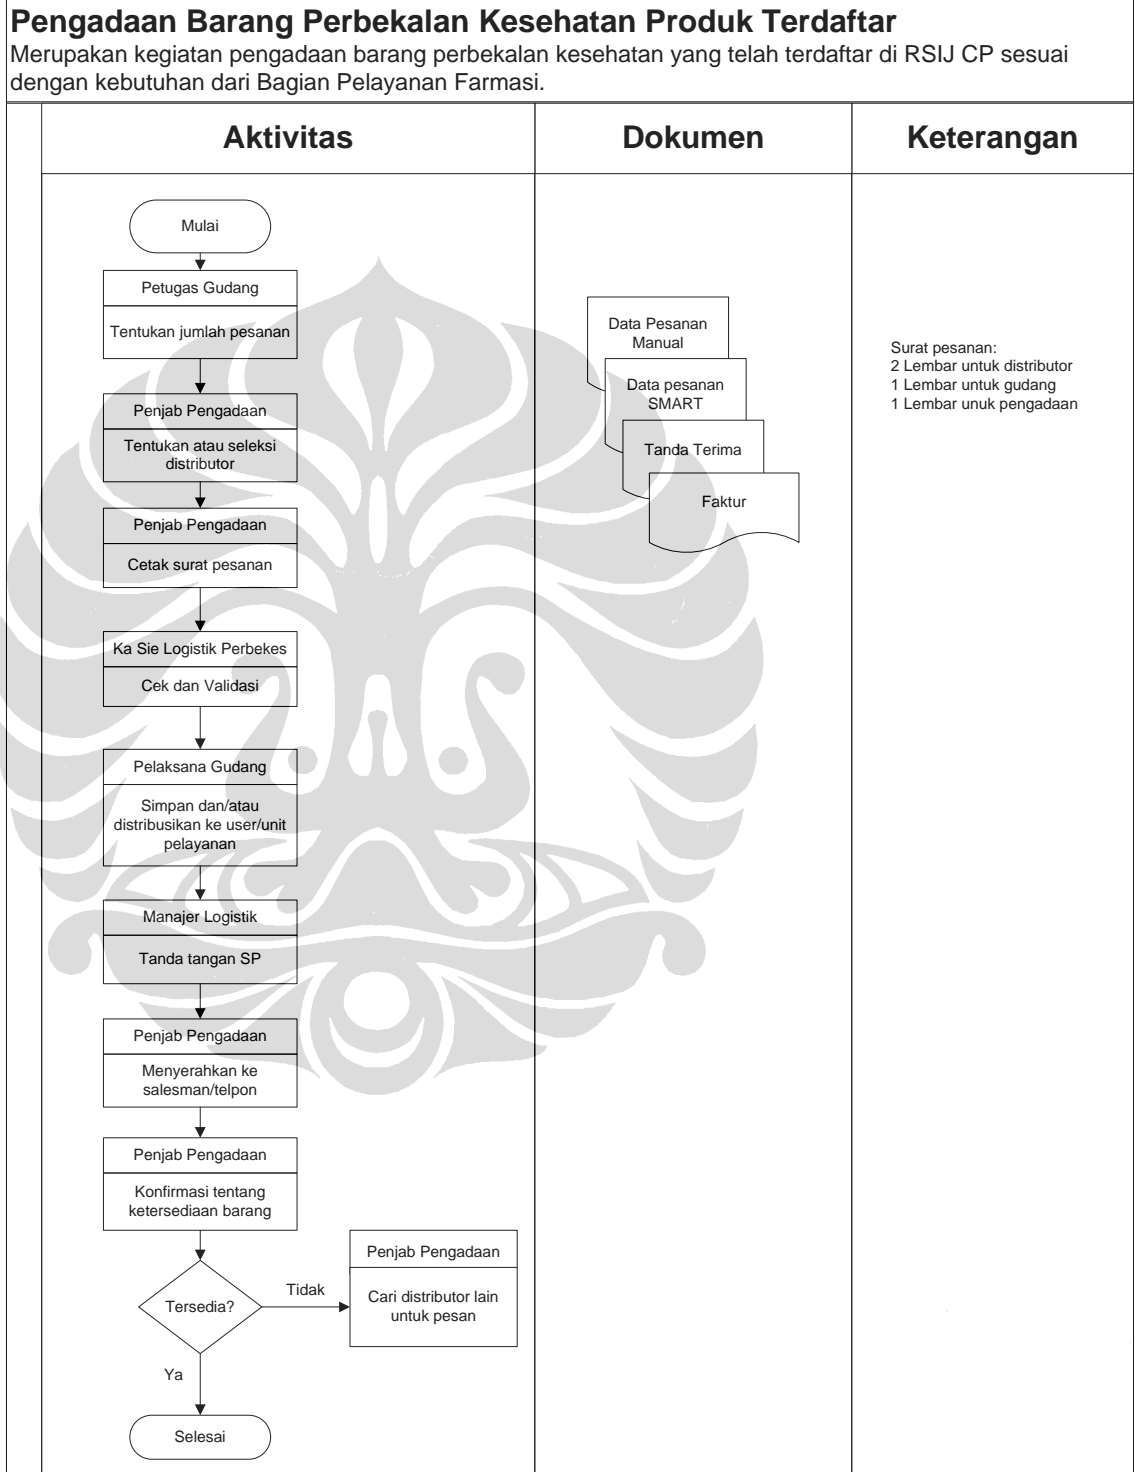 Pengadaan Barang Perbekalan Kesehatan Produk Terdaftar
Merupakan kegiatan pengadaan barang perbekalan kesehatan yang telah terdaftar di RSIJ CP sesuai
dengan kebutuhan dari Bagian Pelayanan Farmasi.
Aktivitas
Dokumen
Keterangan
Mulai
Petugas Gudang
Tentukan jumlah pesanan
Penjab Pengadaan
Tentukan atau seleksi
distributor
Penjab Pengadaan
Cetak surat pesanan
Ka Sie Logistik Perbekes
Cek dan Validasi
Pelaksana Gudang
Simpan dan/atau
distribusikan ke user/unit
pelayanan
Manajer Logistik
Tanda tangan SP
Penjab Pengadaan
Menyerahkan ke
salesman/telpon
Penjab Pengadaan
Konfirmasi tentang
ketersediaan barang
Tersedia?
Tidak
Penjab Pengadaan
Cari distributor lain
untuk pesan
Ya
Selesai
Data Pesanan
Manual
Data pesanan
SMART
Tanda Terima
Faktur
Surat pesanan:
2 Lembar untuk distributor
1 Lembar untuk gudang
1 Lembar unuk pengadaan